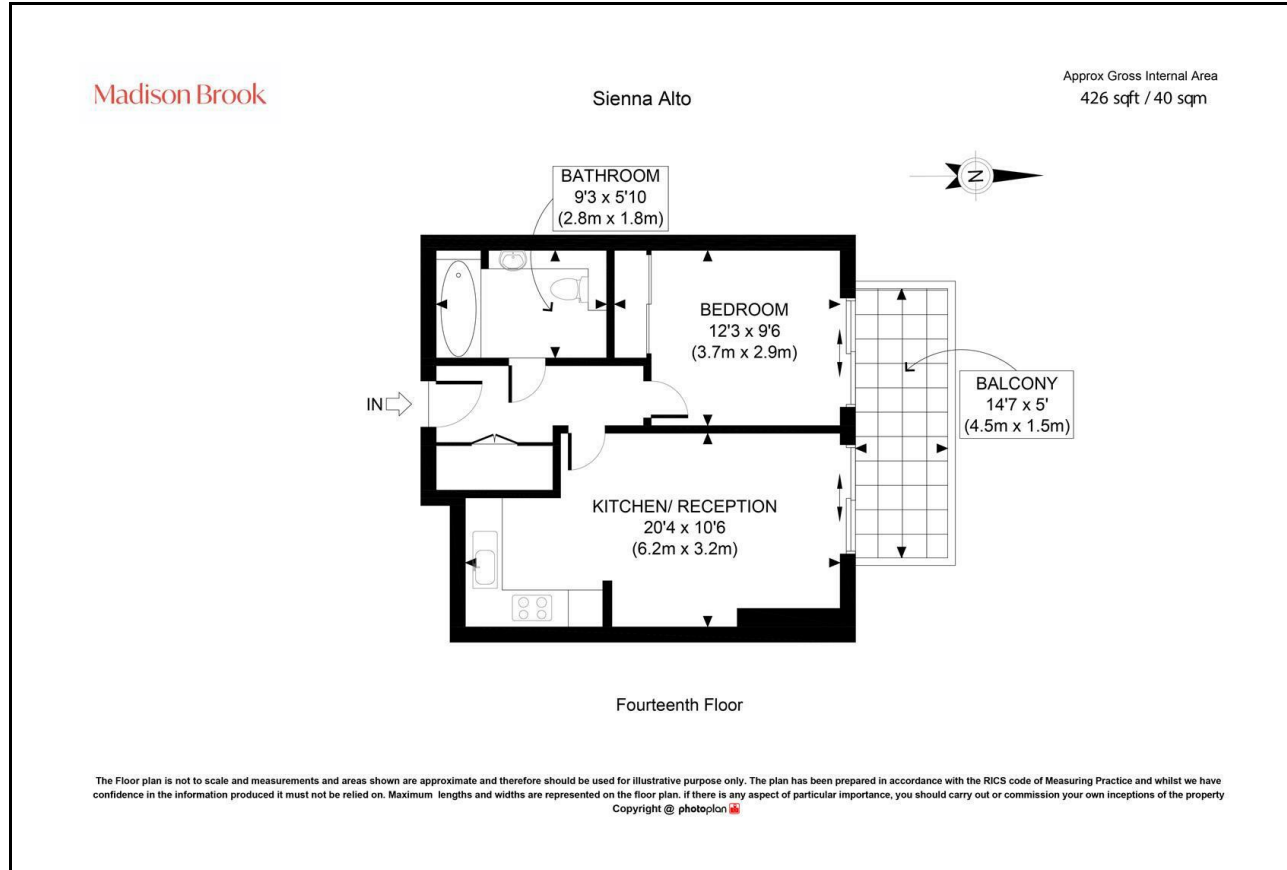 Madison Brook
Sienna Alto
Approx Gross Internal Area
426 sqft / 40 sqm
N
BATHROOM
9'3 x 5'10
(2.8m x 1.8m)
BEDROOM
12'3 x 9'6
(3.7m x 2.9m)
BALCONY
14'7 x 5'
(4.5m x 1.5m)
IN
KITCHEN/ RECEPTION
20'4 x 10'6
(6.2m x 3.2m)
Fourteenth Floor
The Floor plan is not to scale and measurements and areas shown are approximate and therefore should be used for illustrative purpose only. The plan has been prepared in accordance with the RICS code of Measuring Practice and whilst we have
confidence in the information produced it must not be relied on. Maximum lengths and widths are represented on the floor plan. if there is any aspect of particular importance, you should carry out or commission your own inceptions of the property
Copyright @ photoplan